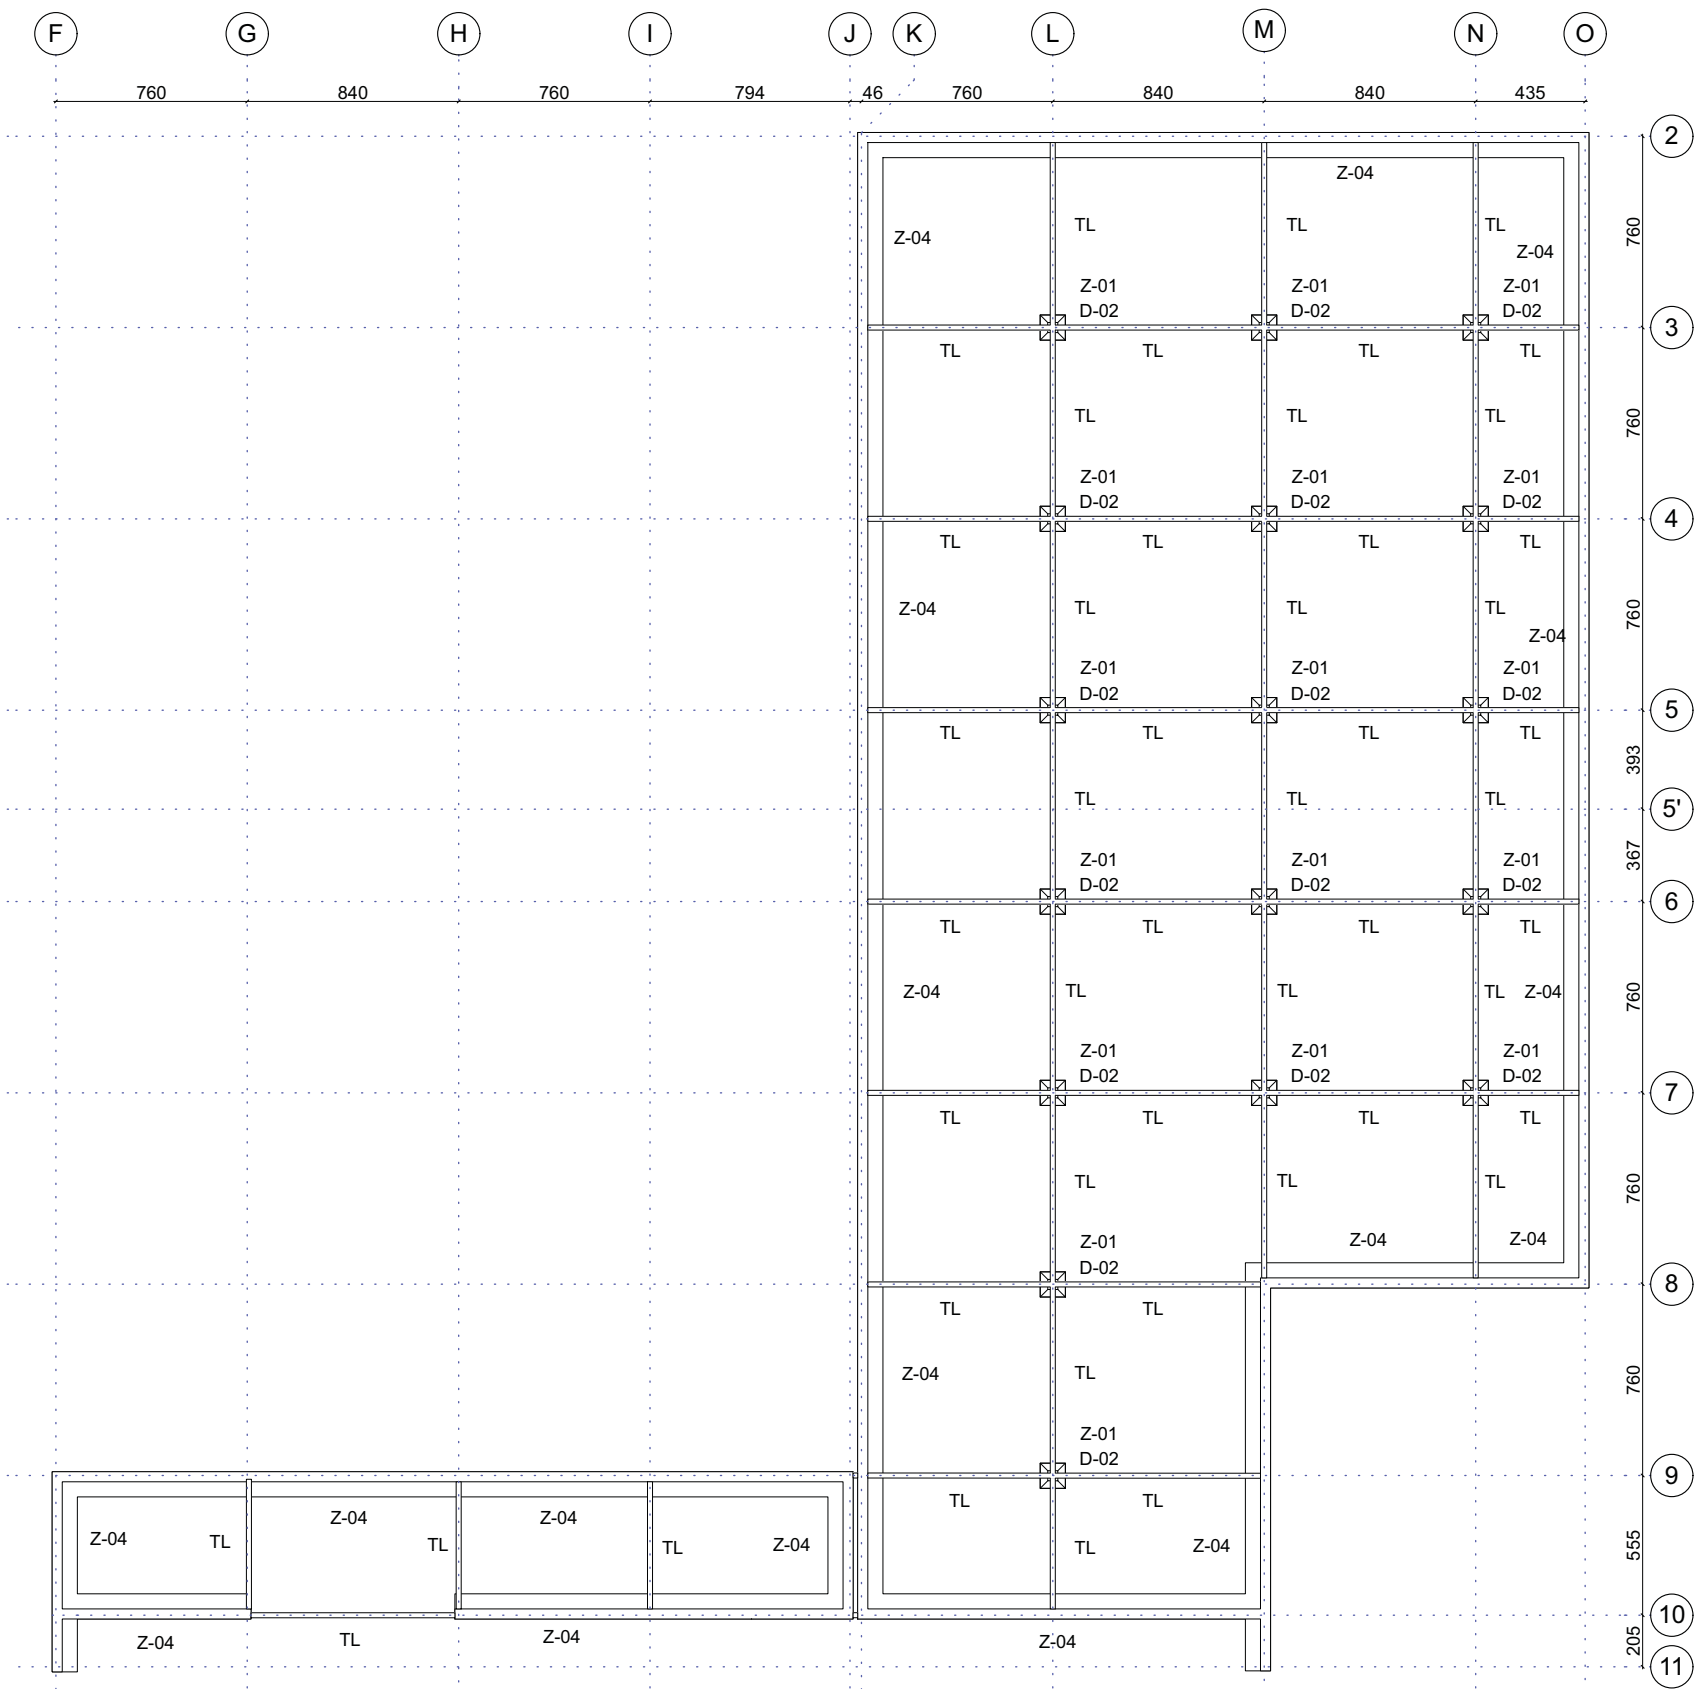 F G H I J K L M N O
760 840 760 794 46 760 840 840 435
2
Z-04
760
TL TL TL
Z-04
Z-04
Z-01 Z-01 Z-01
D-02 D-02 D-02
3
TL TL TL TL
760
TL TL TL
Z-01 Z-01 Z-01
D-02 D-02 D-02
4
TL TL TL TL
760
Z-04 TL TL TL
Z-04
Z-01 Z-01 Z-01
D-02 D-02 D-02
5
TL TL TL TL
393
TL TL TL
5'
367
Z-01 Z-01 Z-01
D-02 D-02 D-02
6
TL TL TL TL
760
Z-04 TL TL TL Z-04
Z-01 Z-01 Z-01
D-02 D-02 D-02
7
TL TL TL TL
760
TL TL TL
Z-01 Z-04 Z-04
D-02
8
TL TL
760
Z-04 TL
Z-01
D-02
9
TL TL
Z-04 Z-04
Z-04 TL TL TL Z-04 TL Z-04
555
10
Z-04 TL Z-04 Z-04
205
11